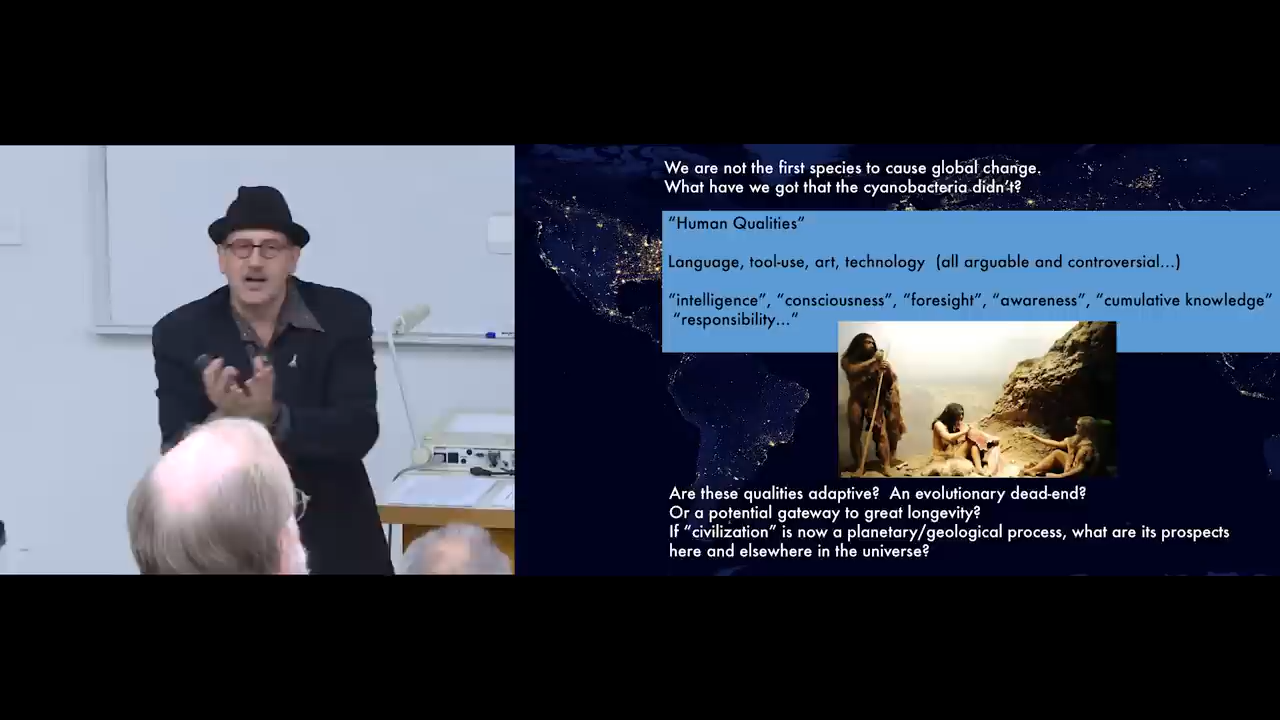 We are not the first species to cause global change.
What have we got that the cyanobacteria didn't?
“Human Qualities”
Language, tool-use, art, technology (all arguable and controversial...)
“intelligence”, “consciousness”, “foresight”, “awareness”, “cumulative knowledge”
“responsibility...”
Are these qualities adaptive? An evolutionary dead-end?
Or a potential gateway to great longevity?
If “civilization” is now a planetary/geological process, what are its prospects
here and elsewhere in the universe?